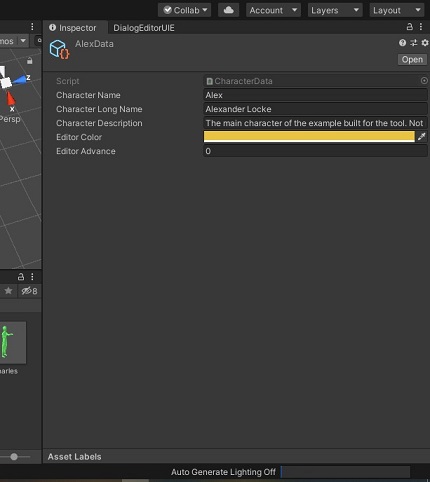 Collab
Account
Layers
Layout
Inspector
DialogEditorUIE
AlexData
Open
z
x
Persp
Script
CharacterData
Character Name
Alex
Character Long Name
Alexander Locke
Character Description
The main character of the example built for the tool. Not
Editor Color
Editor Advance
0
8
Asset Labels
Auto Generate Lighting Off